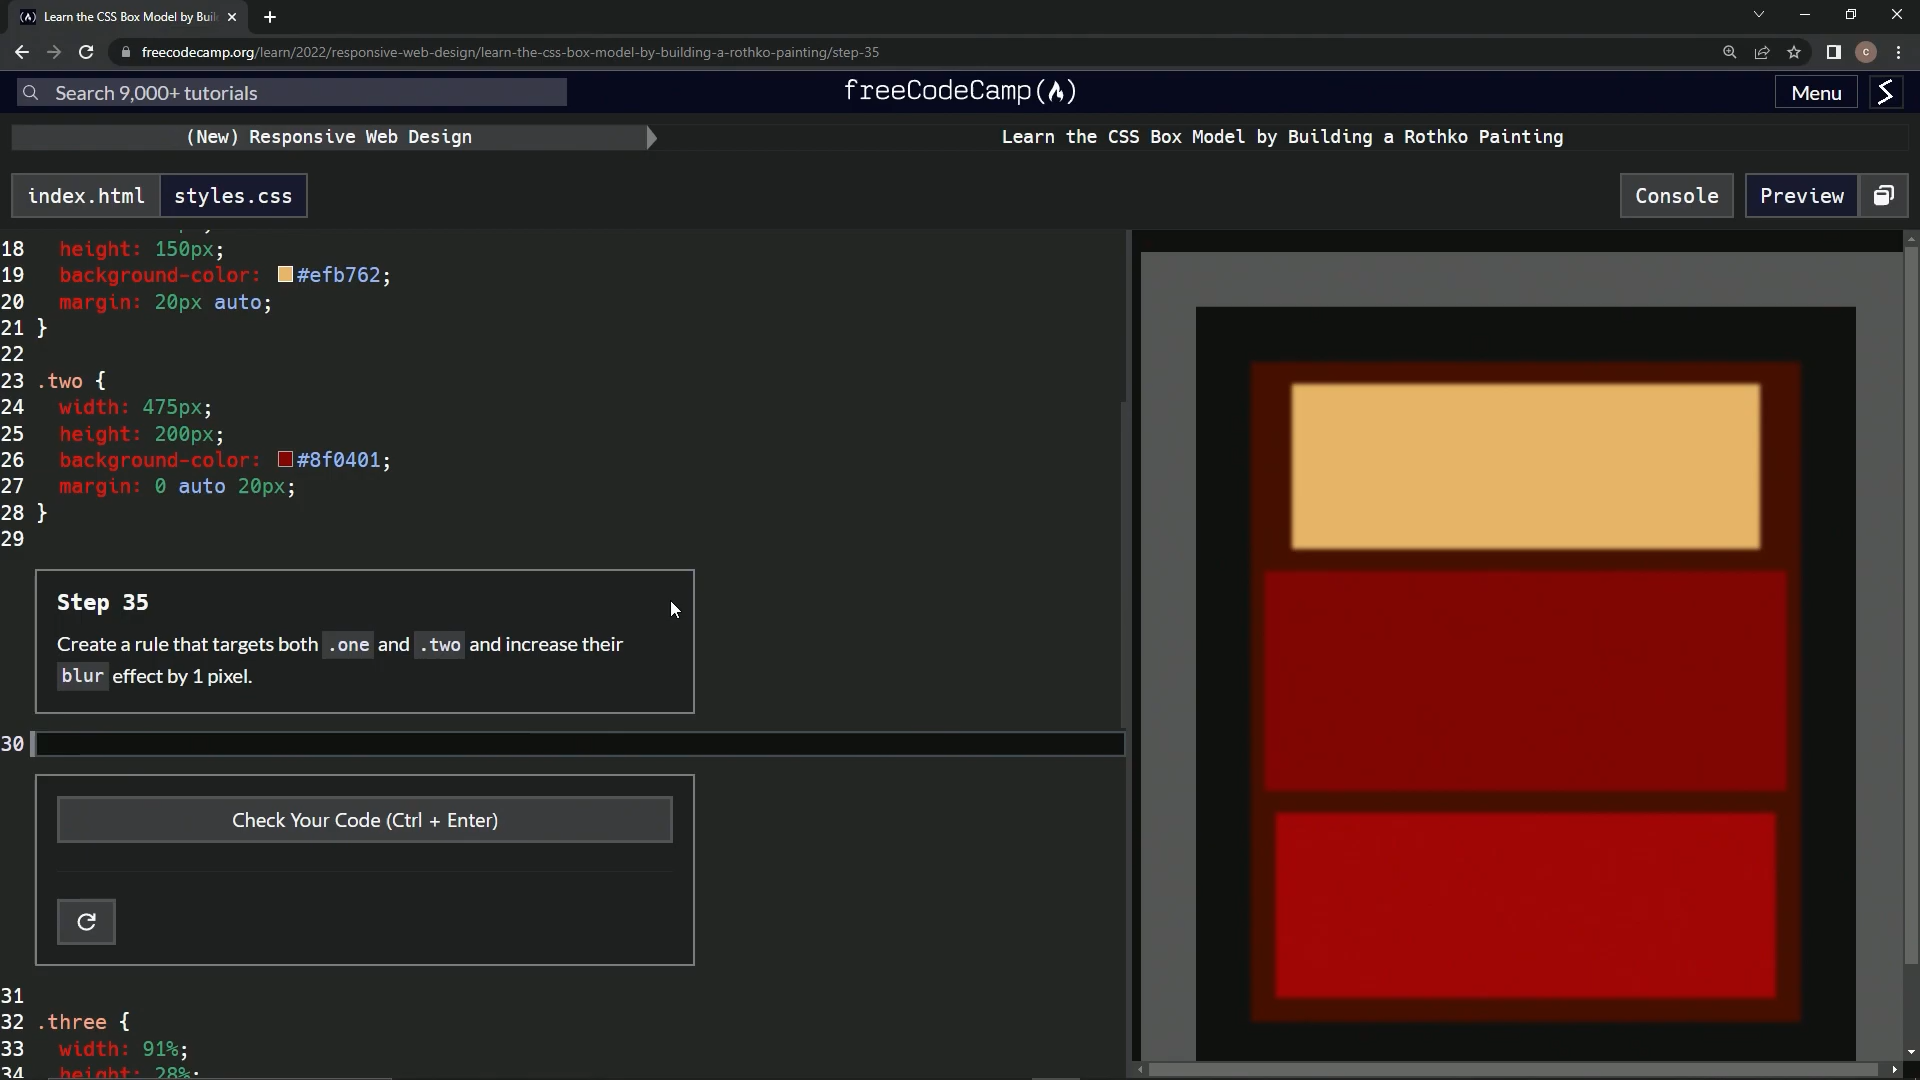 Learn the CSS Box Model by Buil
freecodecamp.org/learn/2022/responsive-web-design/learn-the-css-box-model-by-building-a-rothko-painting/step-35
c
Search 9,000+ tutorials
freeCodeCamp
Menu
(New) Responsive Web Design
Learn the CSS Box Model by Building a Rothko Painting
index.html
styles.css
Console
Preview
18 height: 150px;
19 background-color: #efb762;
20 margin: 20px auto;
21 }
22
23 .two {
24 width: 475px;
25 height: 200px;
26 background-color: #8f0401;
27 margin: 0 auto 20px;
28 }
29
Step 35
Create a rule that targets both .one and .two and increase their
blur effect by 1 pixel.
30
Check Your Code (Ctrl + Enter)
31
32 .three {
33 width: 91%;
34 height: 28%;